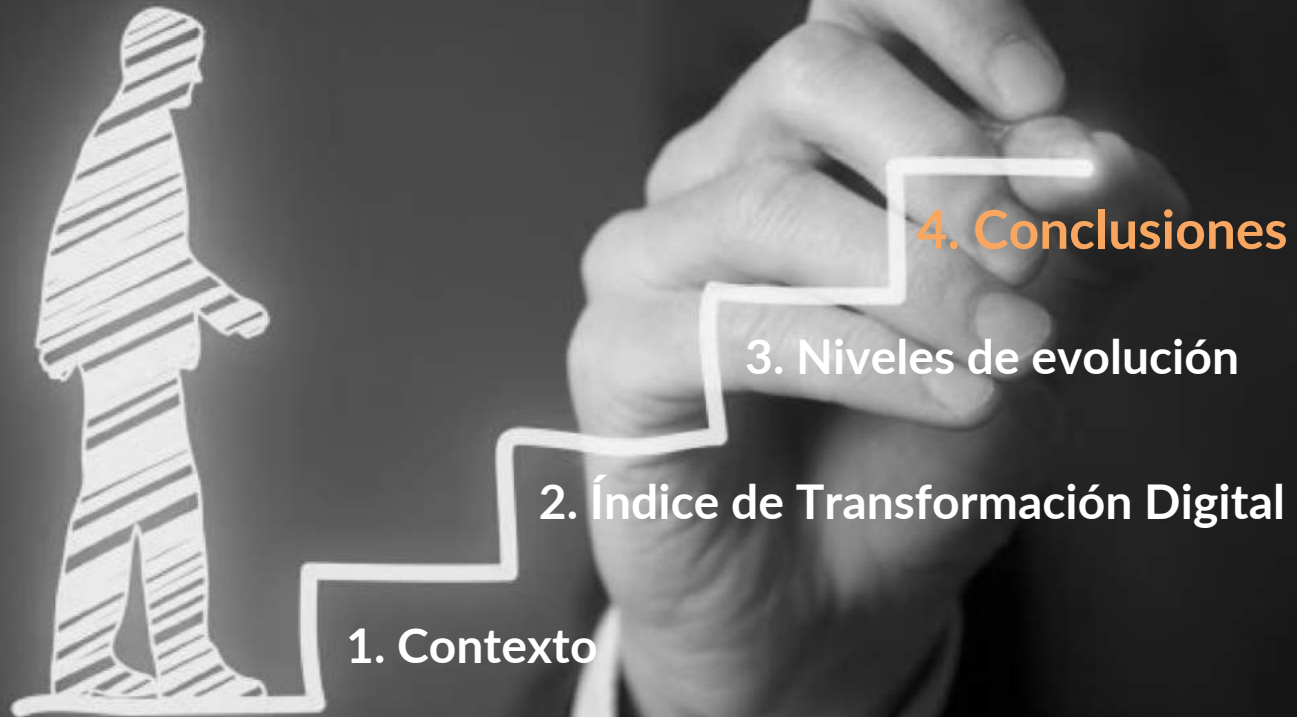 4. Conclusiones
3. Niveles de evolución
2. Índice de Transformación Digital
1. Contexto